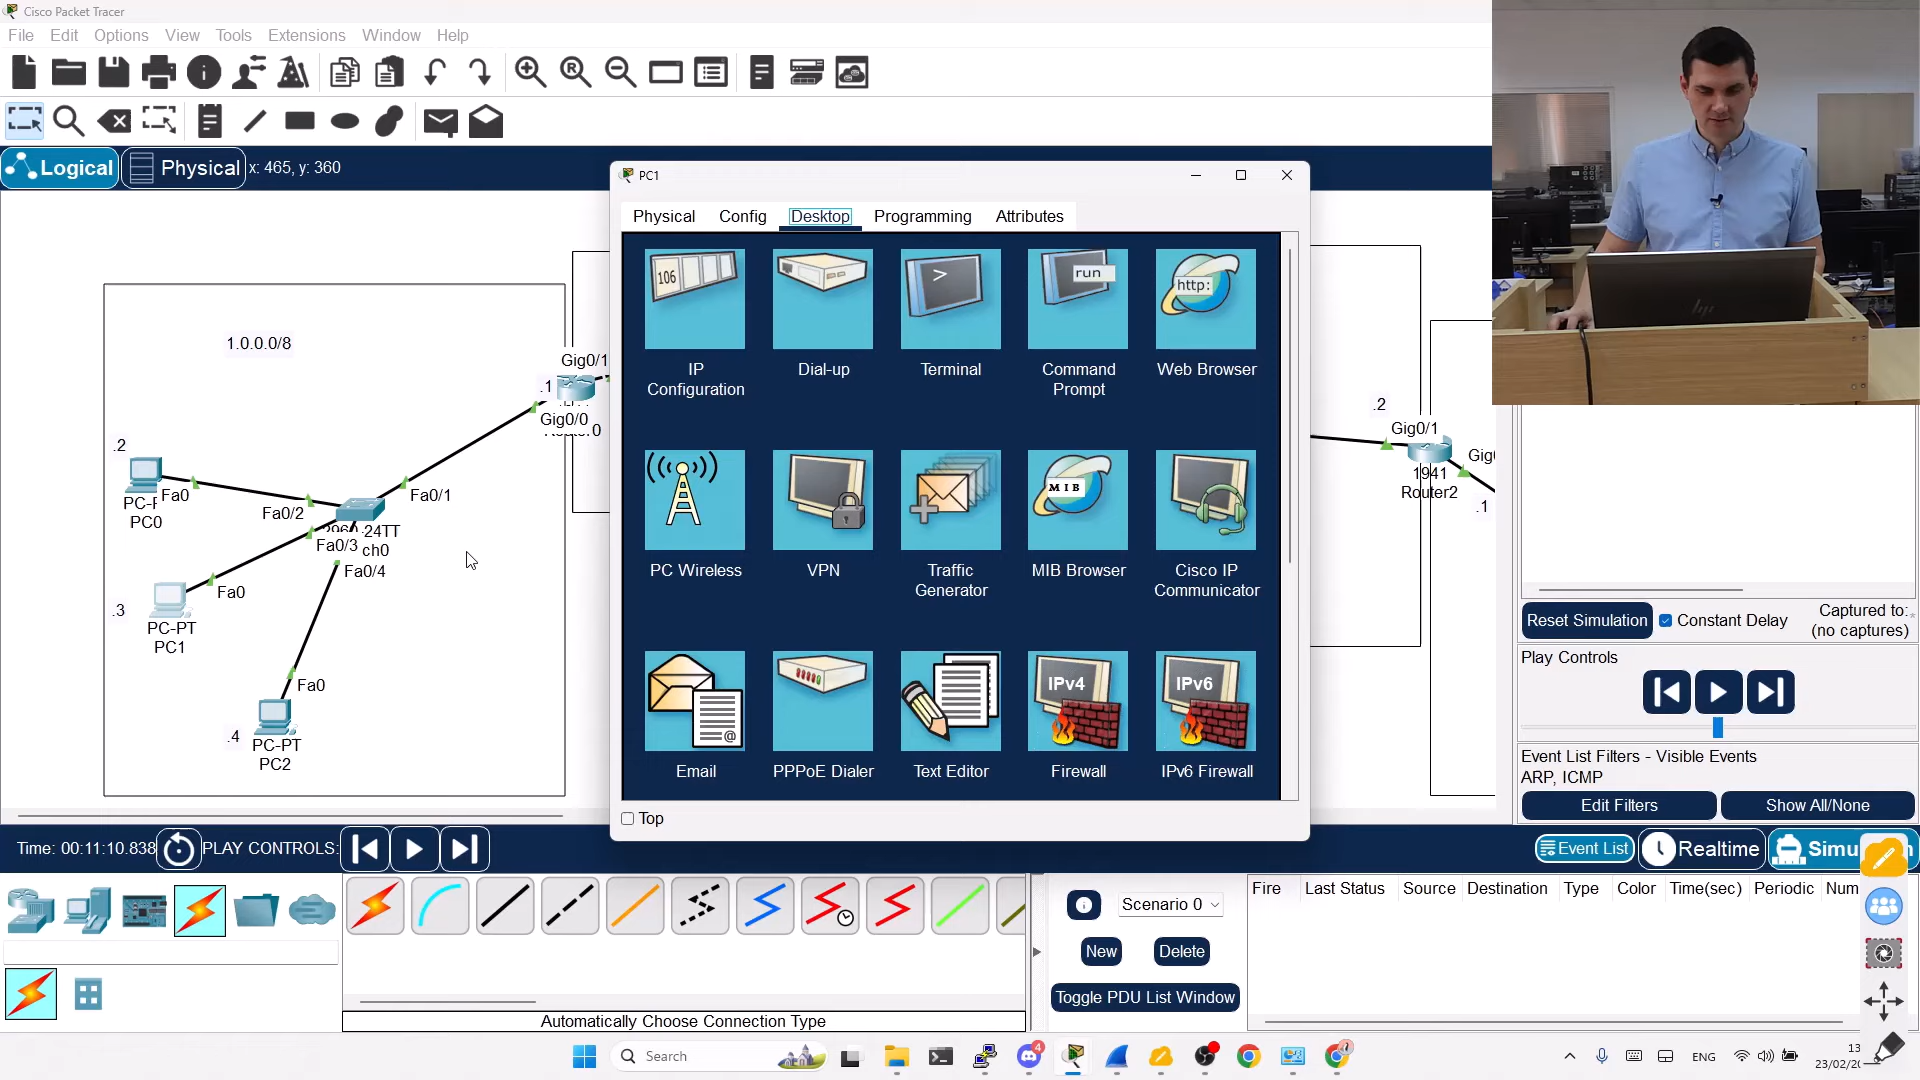 Cisco Packet Tracer
File Edit Options View Tools Extensions Window Help
Logical Physical x: 465, y: 360
1.0.0.0/8
.2
PC0
Fa0
Fa0/2
Fa0/1
24TT
Fa0/3
ch0
Fa0/4
.3
Fa0
PC-PT
PC1
Fa0
.4
PC-PT
PC2
Gig0/1
.1
Gig0/0
PC1
Physical Config Desktop Programming Attributes
106
>
run
http:
IP Configuration
Dial-up
Terminal
Command Prompt
Web Browser
MIB
PC Wireless
VPN
Traffic Generator
MIB Browser
Cisco IP Communicator
@
IPv4
IPv6
Email
PPPoE Dialer
Text Editor
Firewall
IPv6 Firewall
Top
.2
Gig0/1
1941
Router2
.1
hp
Reset Simulation Constant Delay
Captured to:
(no captures)
Play Controls
Event List Filters - Visible Events
ARP, ICMP
Edit Filters Show All/None
Time: 00:11:10.838 PLAY CONTROLS:
Event List Realtime
Scenario 0
New Delete
Toggle PDU List Window
Fire Last Status Source Destination Type Color Time(sec) Periodic Num
Automatically Choose Connection Type
Search
4
ENG